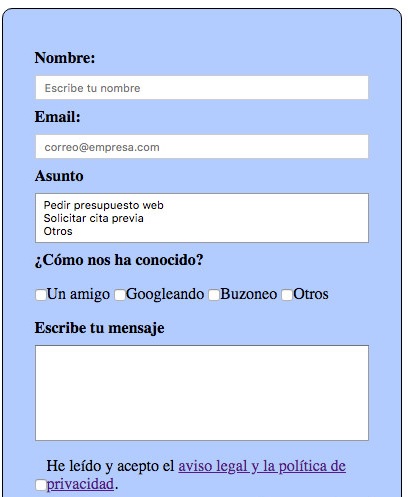 Nombre:
Escribe tu nombre
Email:
correo@empresa.com
Asunto
Pedir presupuesto web
Solicitar cita previa
Otros
¿Cómo nos ha conocido?
Un amigo Googleando Buzoneo Otros
Escribe tu mensaje
He leído y acepto el aviso legal y la política de
privacidad.